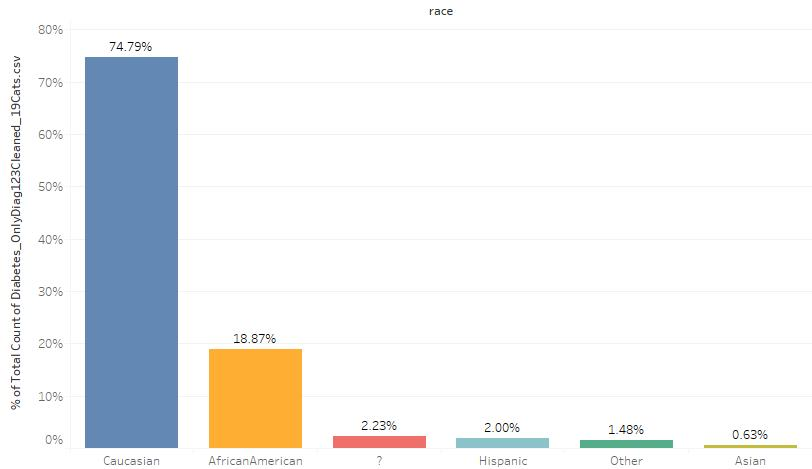 race
% of Total Count of Diabetes_OnlyDiag123Cleaned_19Cats.csv
80%
70%
60%
50%
40%
30%
20%
10%
0%
74.79%
18.87%
2.23%
2.00%
1.48%
0.63%
Caucasian
AfricanAmerican
?
Hispanic
Other
Asian